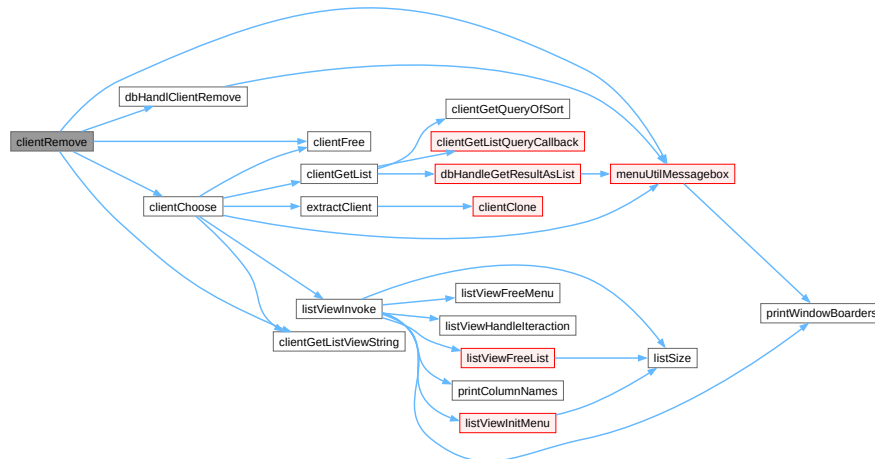 clientRemove
dbHandlClientRemove
clientChoose
clientFree
clientGetList
extractClient
listViewInvoke
clientGetListViewString
clientGetQueryOfSort
clientGetListQueryCallback
dbHandleGetResultAsList
clientClone
listViewFreeMenu
listViewHandleIteraction
listViewFreeList
printColumnNames
listViewInitMenu
menuUtilMessagebox
listSize
printWindowBoarders